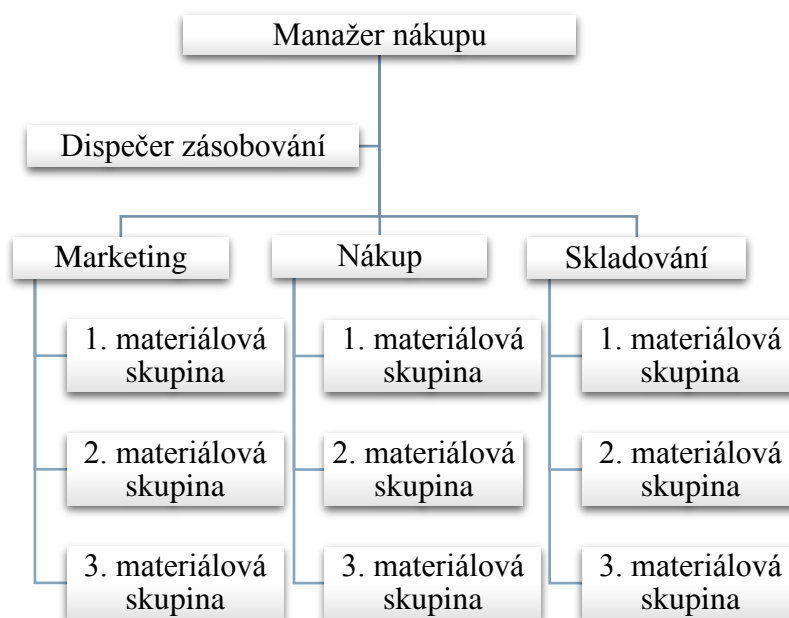 Manažer nákupu
Dispečer zásobování
Marketing
Nákup
Skladování
1. materiálová
skupina
1. materiálová
skupina
1. materiálová
skupina
2. materiálová
skupina
2. materiálová
skupina
2. materiálová
skupina
3. materiálová
skupina
3. materiálová
skupina
3. materiálová
skupina